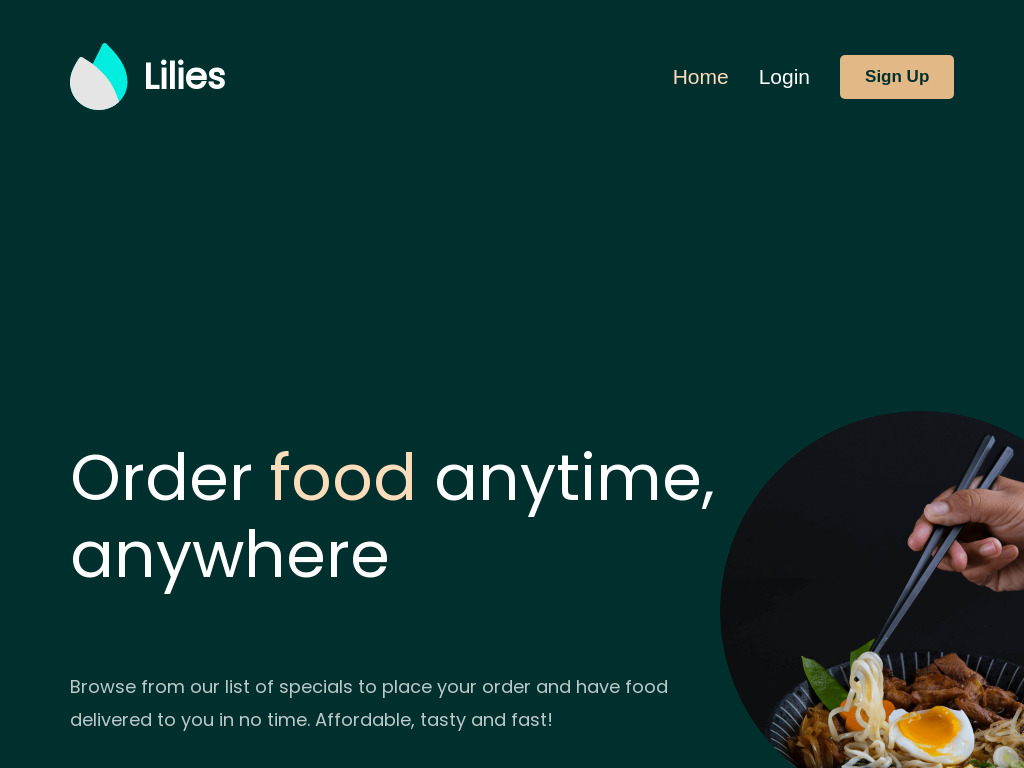 Lilies
Home
Login
Sign Up
Order food anytime,
anywhere
Browse from our list of specials to place your order and have food
delivered to you in no time. Affordable, tasty and fast!